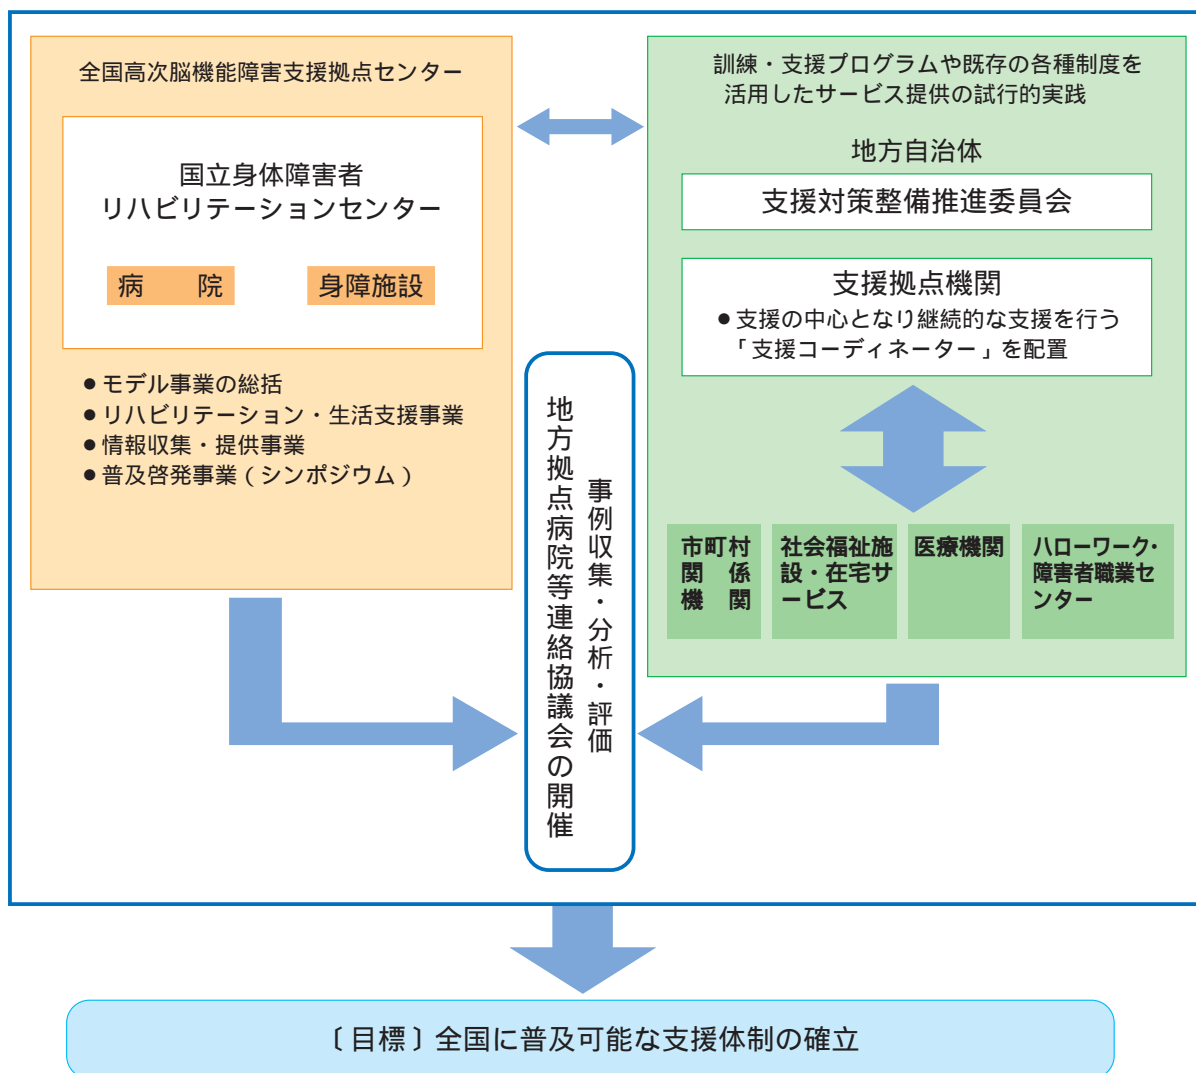 全国高次脳機能障害支援拠点センター
国立身体障害者
リハビリテーションセンター
病　　院
身障施設
●モデル事業の総括
●リハビリテーション・生活支援事業
●情報収集・提供事業
●普及啓発事業（シンポジウム）
訓練・支援プログラムや既存の各種制度を
活用したサービス提供の試行的実践
地方自治体
支援対策整備推進委員会
支援拠点機関
●支援の中心となり継続的な支援を行う
「支援コーディネーター」を配置
市町村
関　係
機　関
社会福祉施
設・在宅サ
ービス
医療機関
ハローワーク・
障害者職業セ
ンター
事例収集・分析・評価
地方拠点病院等連絡協議会の開催
〔目標〕全国に普及可能な支援体制の確立